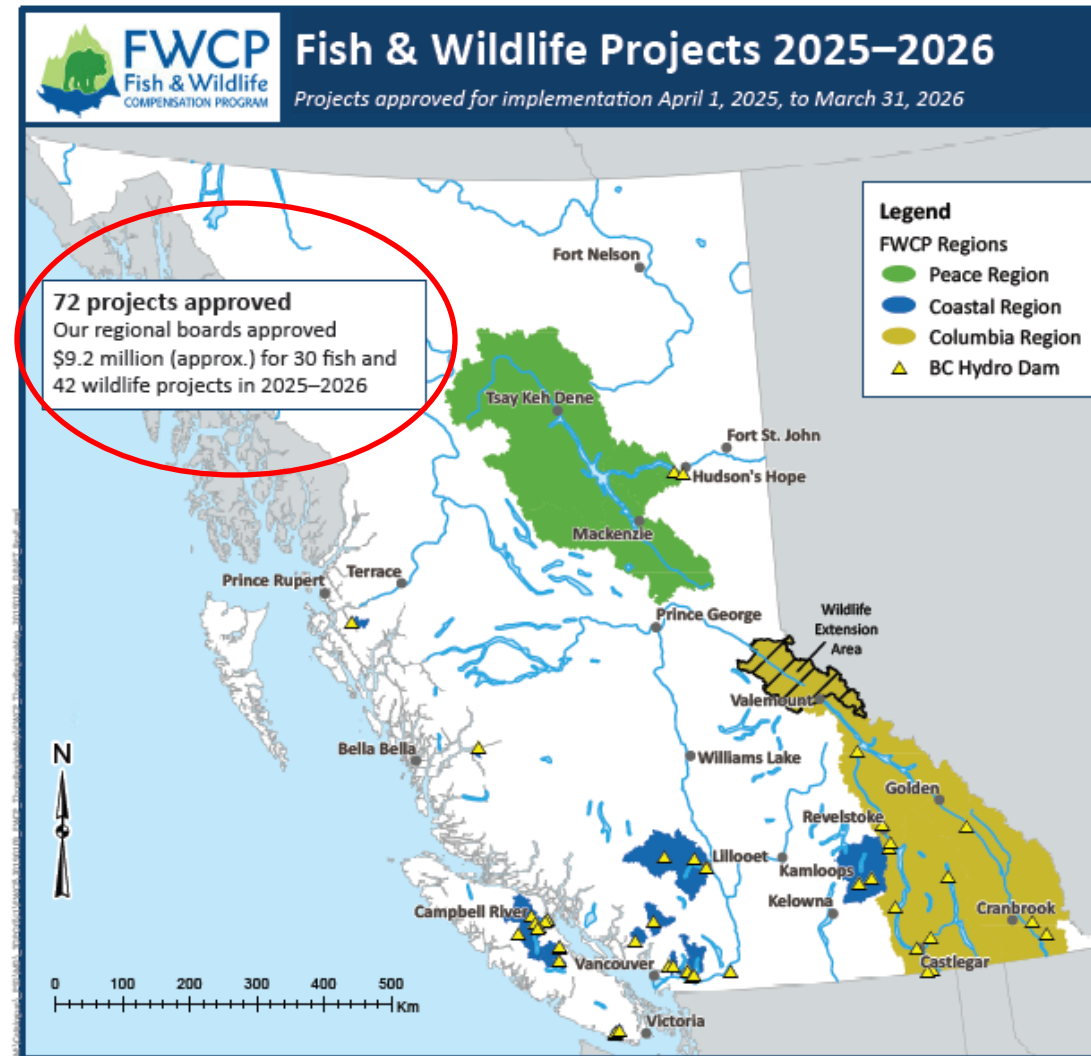 FWCP
Fish & Wildlife
COMPENSATION PROGRAM
Fish & Wildlife Projects 2025–2026
Projects approved for implementation April 1, 2025, to March 31, 2026
Legend
FWCP Regions
Peace Region
Coastal Region
Columbia Region
BC Hydro Dam
72 projects approved
Our regional boards approved
$9.2 million (approx.) for 30 fish and
42 wildlife projects in 2025–2026
Fort Nelson
Tsay Keh Dene
Fort St. John
Hudson's Hope
Mackenzie
Terrace
Prince Rupert
Prince George
Wildlife
Extension
Area
Valemount
Bella Bella
Williams Lake
Golden
Revelstoke
Lillooet
Kamloops
Campbell River
Kelowna
Cranbrook
Vancouver
Castlegar
Victoria
N
0 100 200 300 400 500
Km